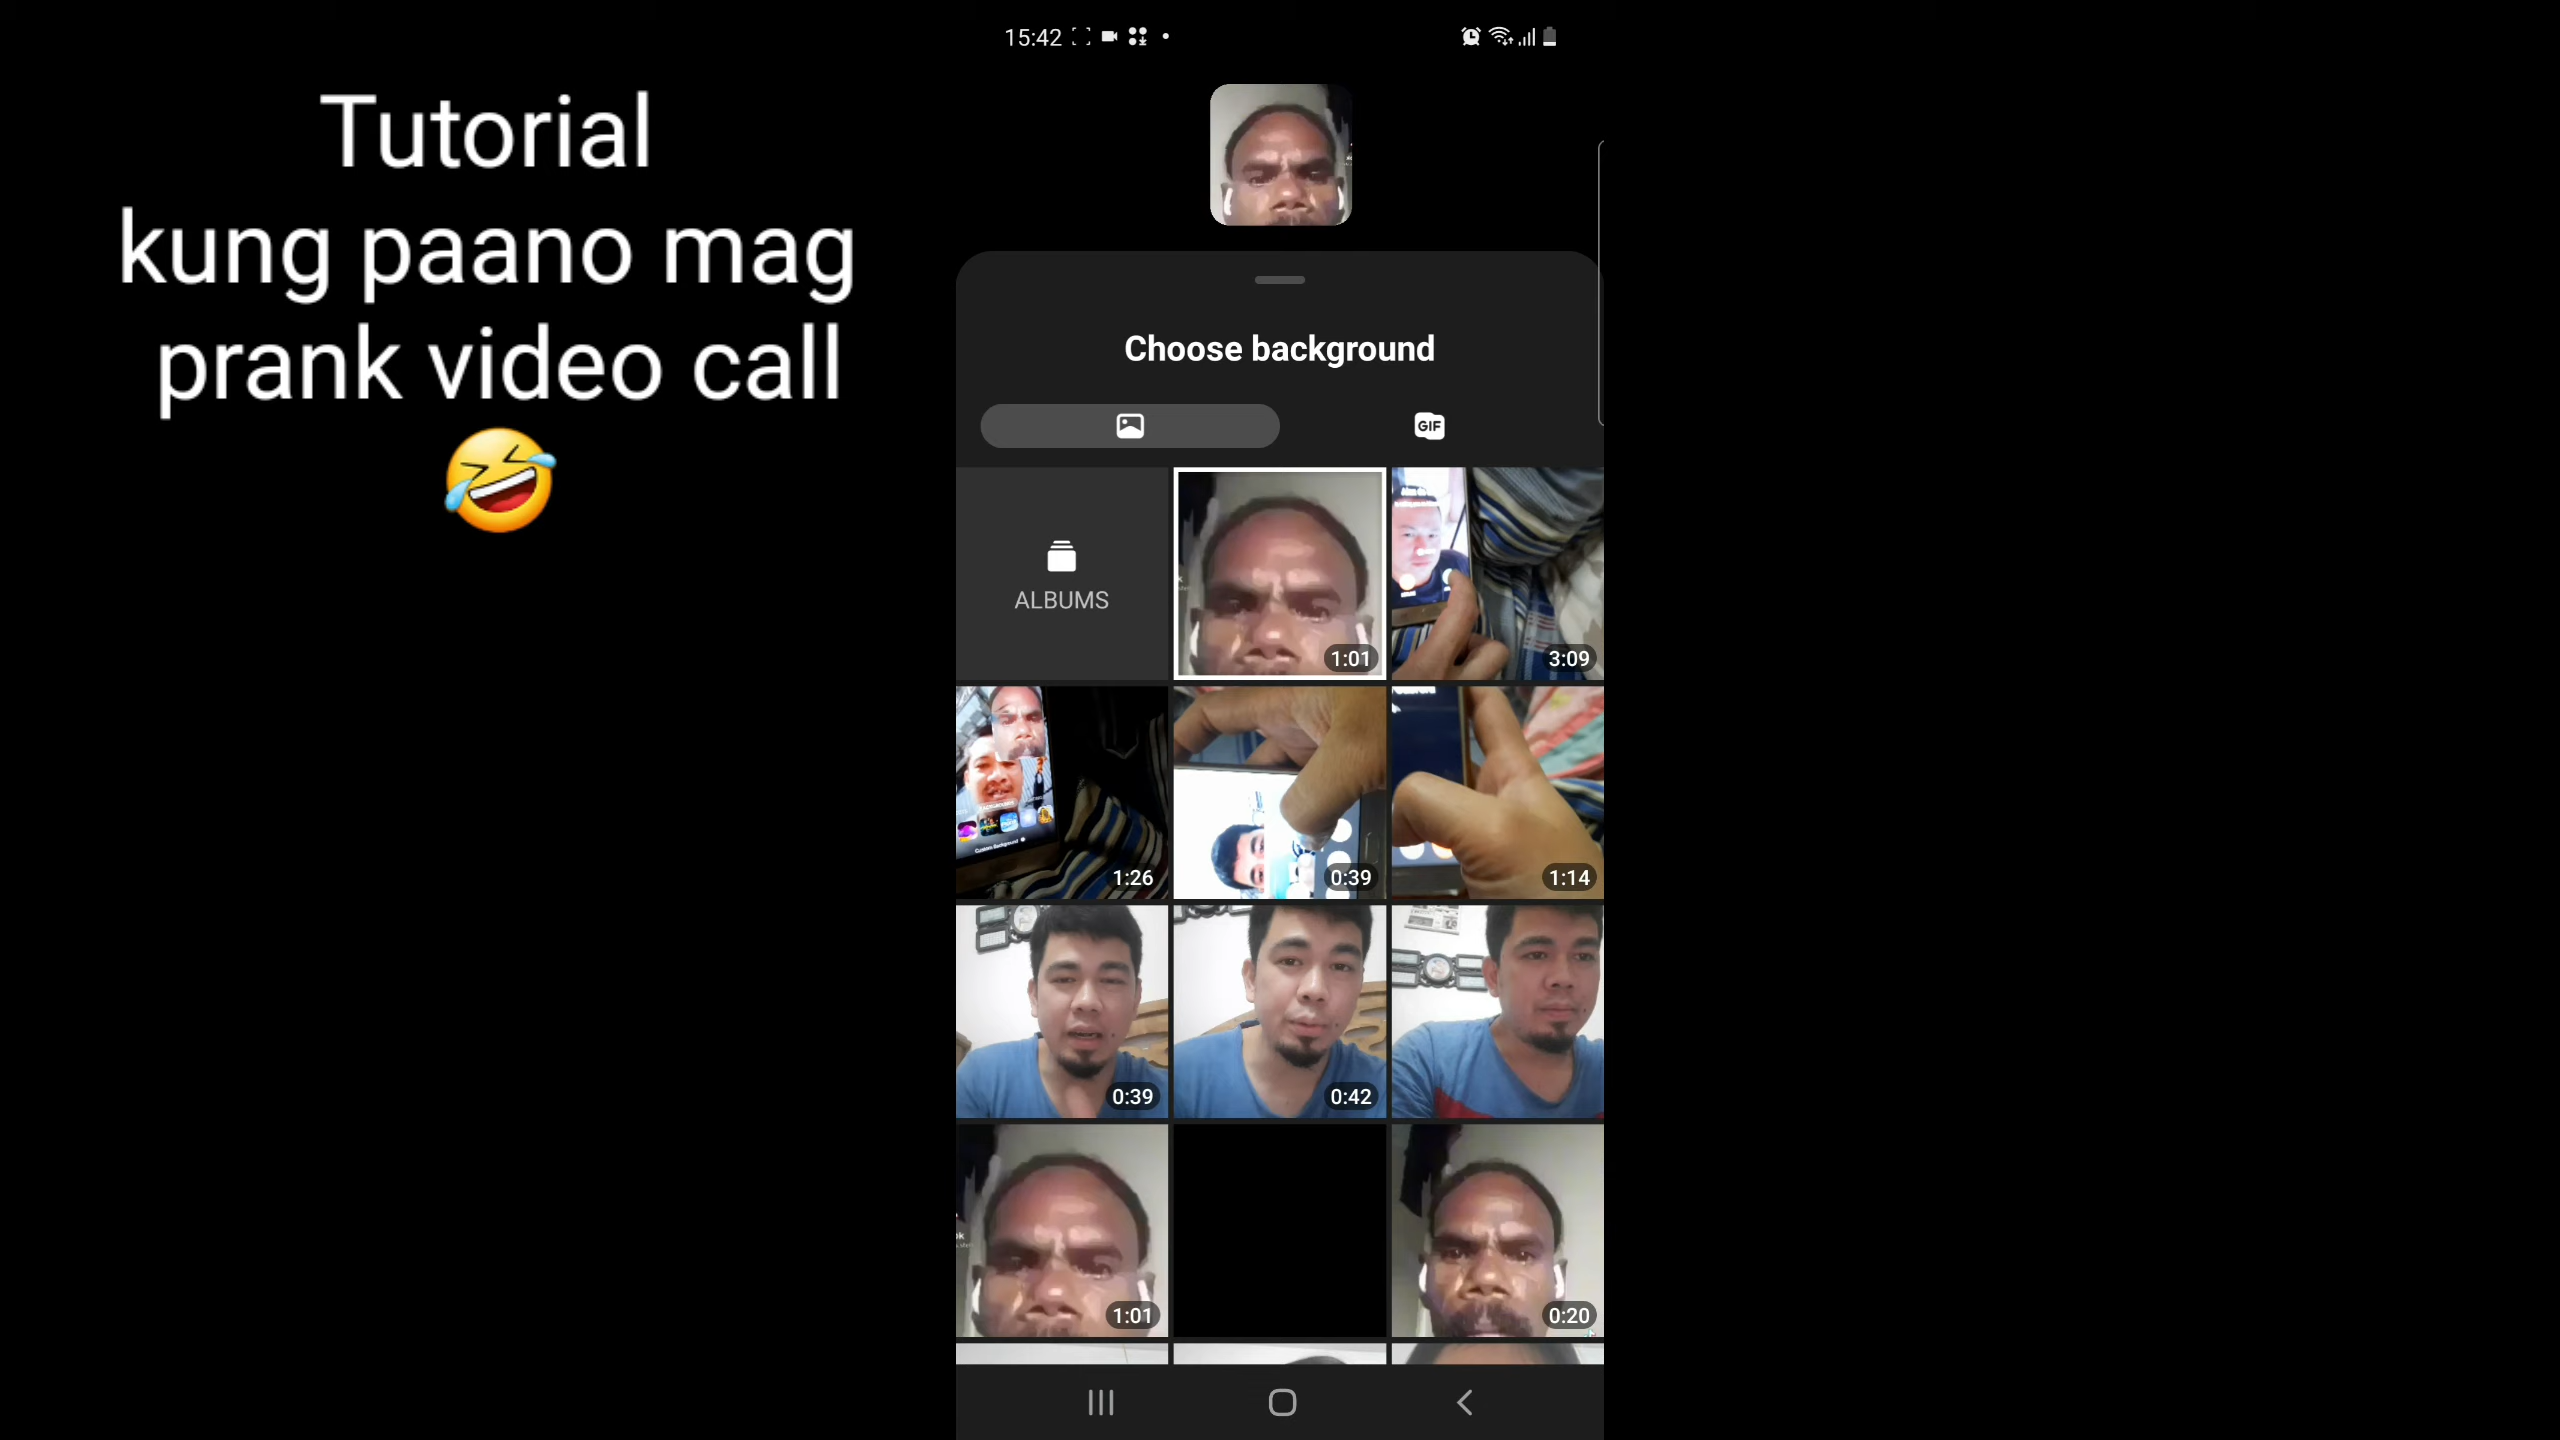 15:42
Tutorial
kung paano mag
prank video call
🤣
Choose background
GIF
ALBUMS
1:01
3:09
1:26
0:39
1:14
0:39
0:42
1:01
0:20